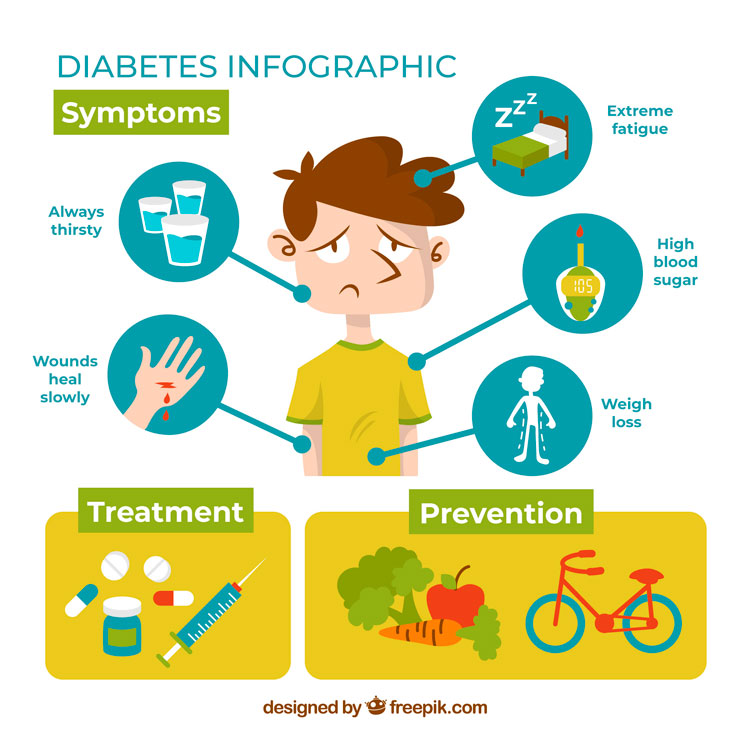 DIABETES INFOGRAPHIC
Symptoms
zzz
Extreme
fatigue
Always
thirsty
High
blood
sugar
105
Wounds
heal
slowly
Weigh
loss
Treatment
Prevention
designed by freepik.com